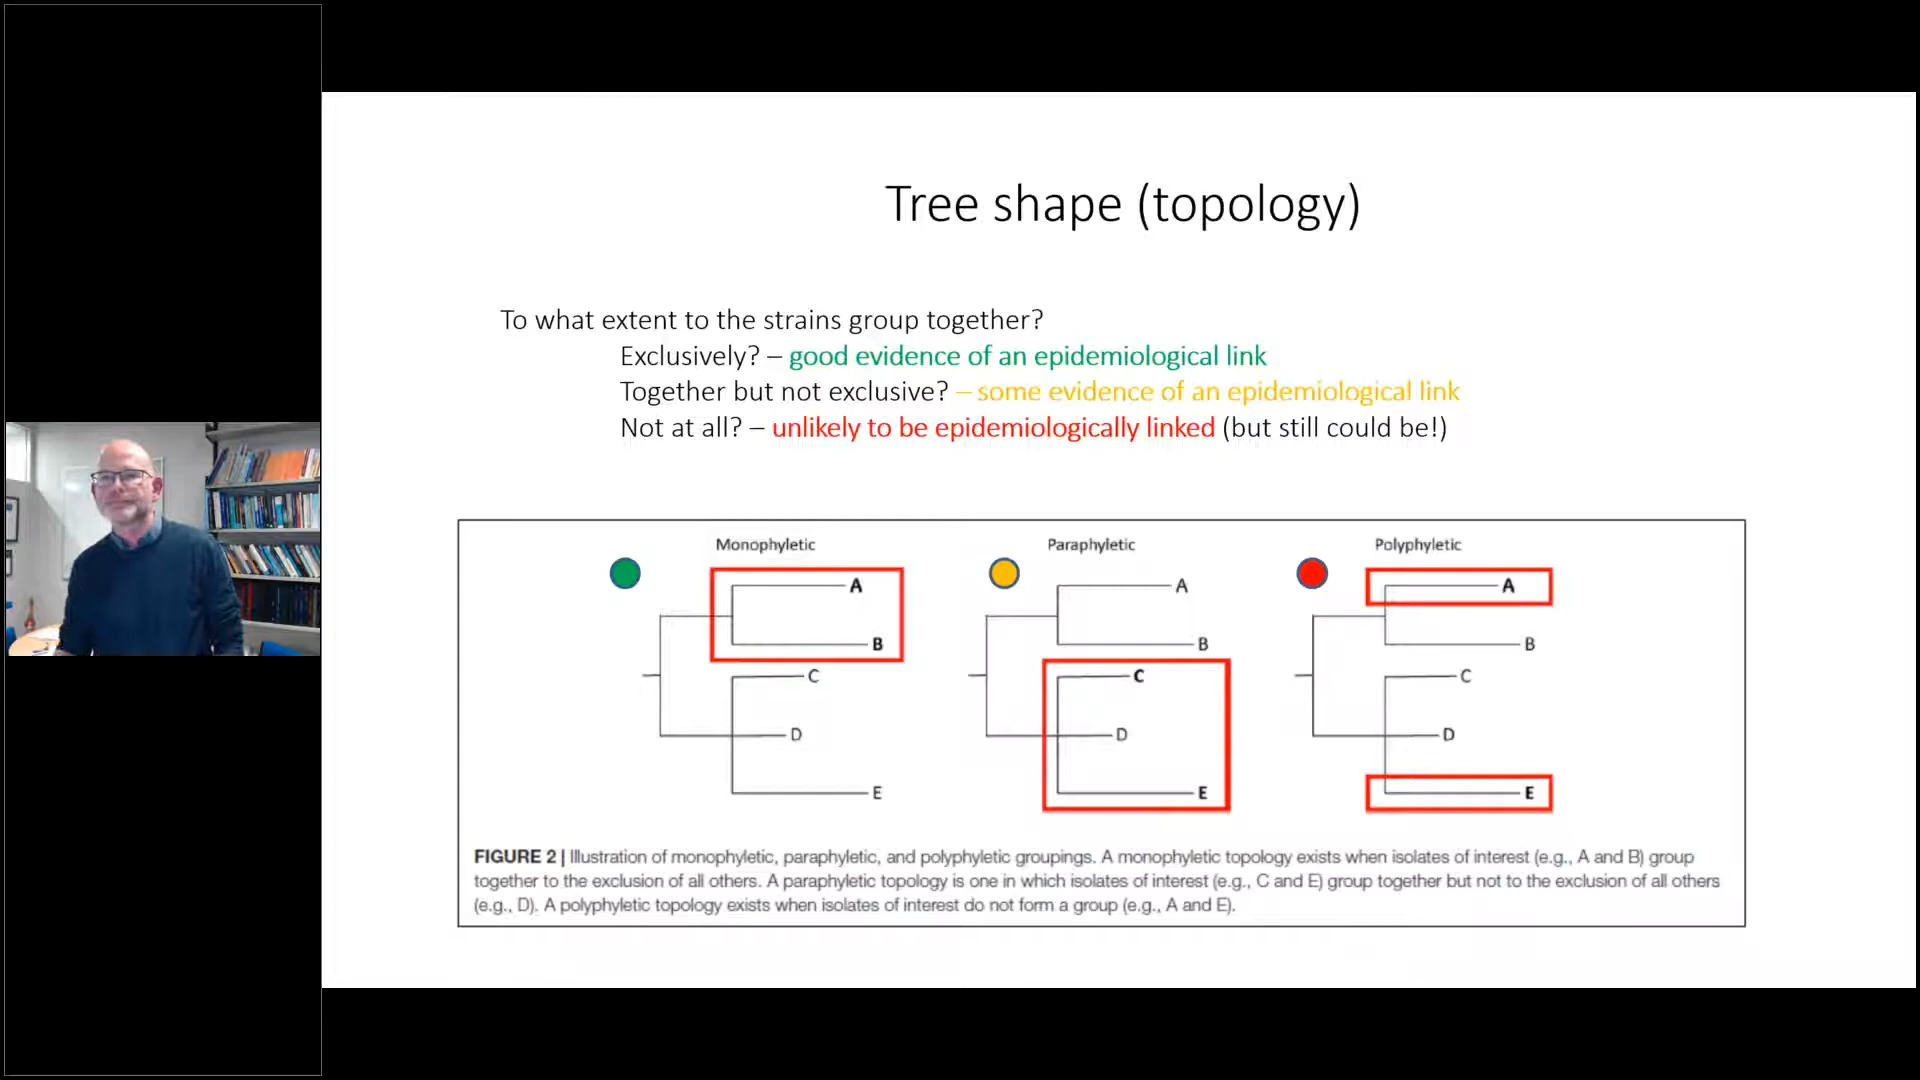 Tree shape (topology)
To what extent to the strains group together?
Exclusively? – good evidence of an epidemiological link
Together but not exclusive? – some evidence of an epidemiological link
Not at all? – unlikely to be epidemiologically linked (but still could be!)
Monophyletic
A
B
C
D
E
Paraphyletic
A
B
C
D
E
Polyphyletic
A
B
C
D
E
FIGURE 2 | Illustration of monophyletic, paraphyletic, and polyphyletic groupings. A monophyletic topology exists when isolates of interest (e.g., A and B) group
together to the exclusion of all others. A paraphyletic topology is one in which isolates of interest (e.g., C and E) group together but not to the exclusion of all others
(e.g., D). A polyphyletic topology exists when isolates of interest do not form a group (e.g., A and E).